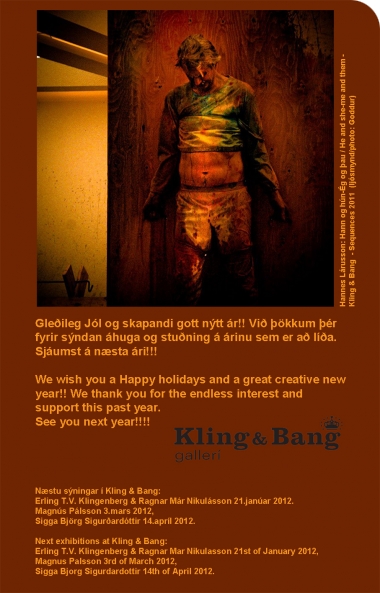 Hannes Lárusson: Hann og hún-Ég og þau / He and she-me and them -
Kling & Bang - Sequences 2011 (ljósmynd/photo: Goddur)
Gleðileg Jól og skapandi gott nýtt ár!! Við þökkum þér
fyrir sýndan áhuga og stuðning á árinu sem er að líða.
Sjáumst á næsta ári!!!
We wish you a Happy holidays and a great creative new
year!! We thank you for the endless interest and
support this past year.
See you next year!!!!
Kling & Bang
gallerí
Næstu sýningar í Kling & Bang:
Erling T.V. Klingenberg & Ragnar Már Nikulásson 21.janúar 2012.
Magnús Pálsson 3.mars 2012,
Sigga Björg Sigurðardóttir 14.apríl 2012.
Next exhibitions at Kling & Bang:
Erling T.V. Klingenberg & Ragnar Mar Nikulasson 21st of January 2012,
Magnus Palsson 3rd of March 2012,
Sigga Bjorg Sigurdardottir 14th of April 2012.